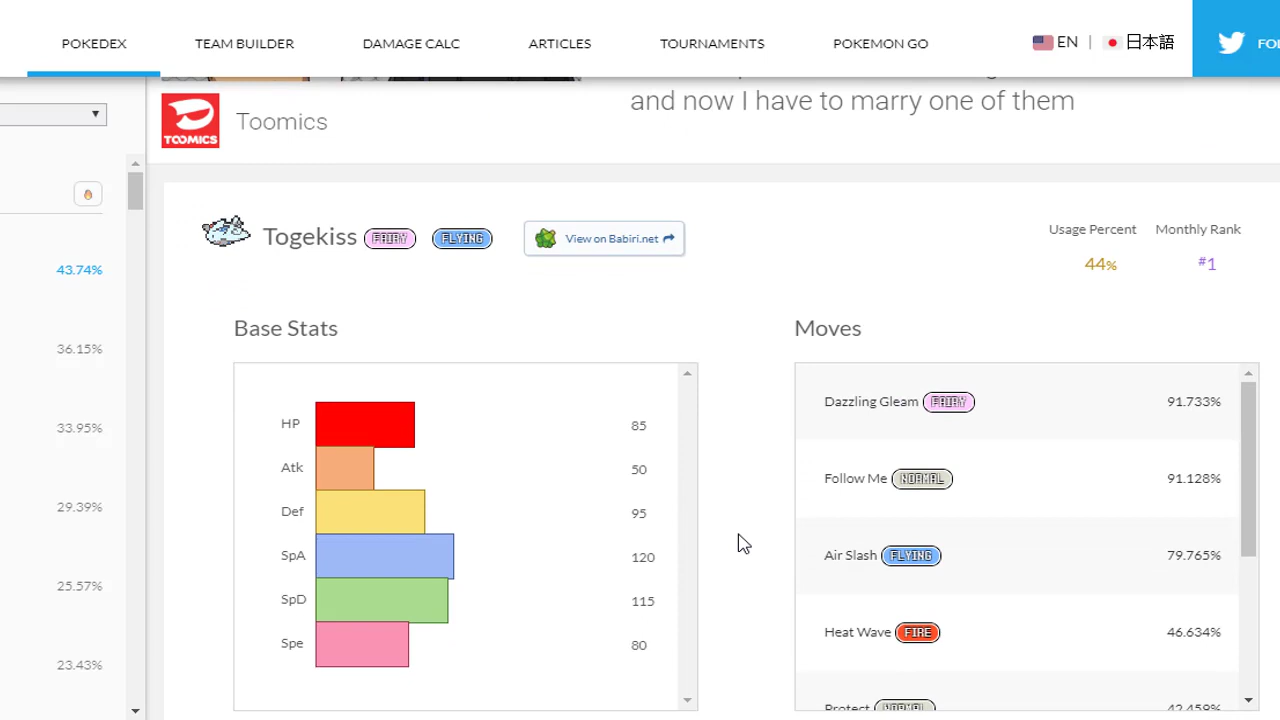 POKEDEX TEAM BUILDER DAMAGE CALC ARTICLES TOURNAMENTS POKEMON GO EN | 日本語
and now I have to marry one of them
TOOMICS
Toomics
Togekiss FAIRY FLYING View on Babiri.net
Usage Percent Monthly Rank
44% #1
43.74%
36.15%
33.95%
29.39%
25.57%
23.43%
Base Stats
HP 85
Atk 50
Def 95
SpA 120
SpD 115
Spe 80
Moves
Dazzling Gleam FAIRY 91.733%
Follow Me NORMAL 91.128%
Air Slash FLYING 79.765%
Heat Wave FIRE 46.634%
Protect NORMAL 42.459%